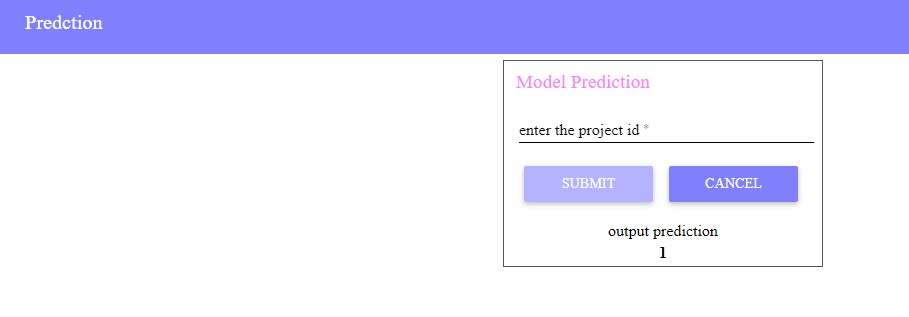 Predction
Model Prediction
enter the project id *
SUBMIT
CANCEL
output prediction
1